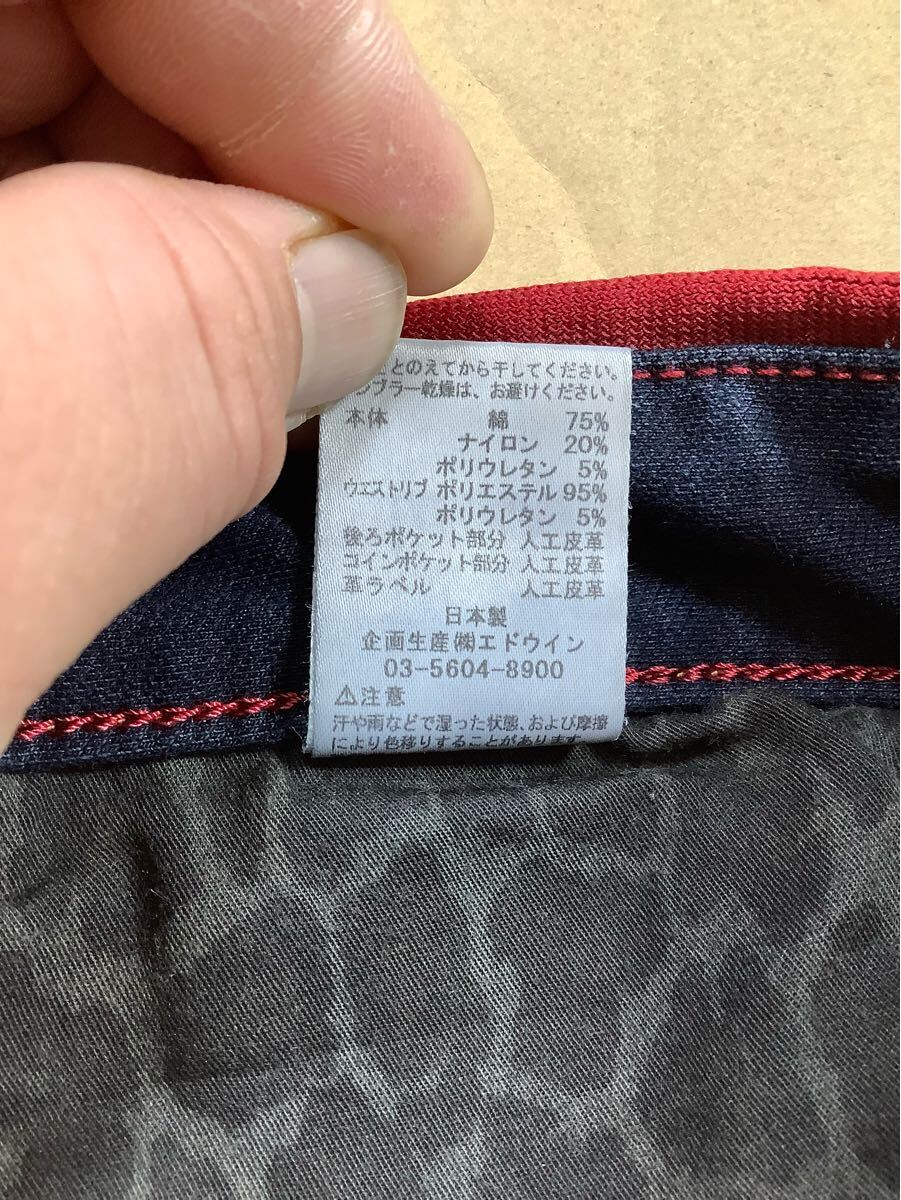 とのえてから干してください。
ンブラー乾燥は、お避けください。
本体 綿 75%
ナイロン 20%
ポリウレタン 5%
ウエストリブ ポリエステル 95%
ポリウレタン 5%
後ろポケット部分 人工皮革
コインポケット部分 人工皮革
革ラベル 人工皮革
日本製
企画生産㈱エドウイン
03-5604-8900
⚠注意
汗や雨などで湿った状態、および摩擦
により色移りすることがあります。